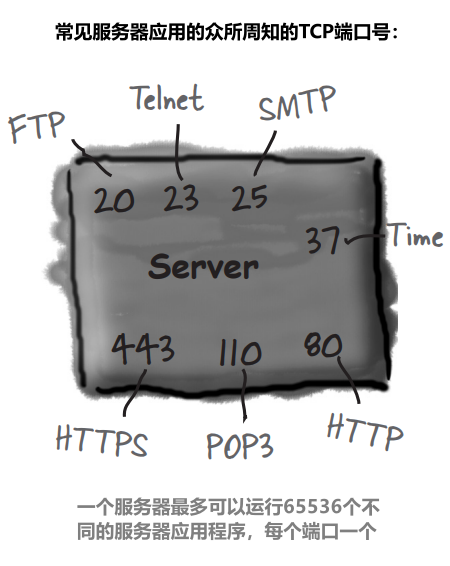 常见服务器应用的众所周知的TCP端口号：
Telnet
SMTP
FTP
20 23 25
37 Time
Server
443 110 80
HTTPS POP3 HTTP
一个服务器最多可以运行65536个不
同的服务器应用程序，每个端口一个